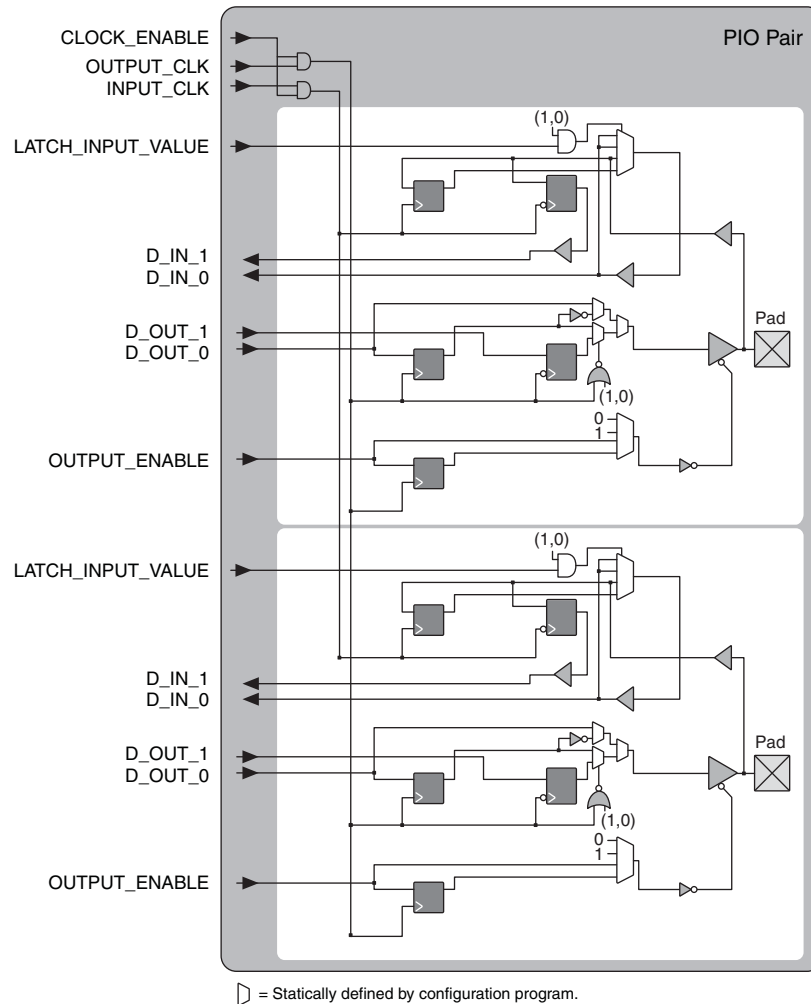 PIO Pair
CLOCK_ENABLE
OUTPUT_CLK
INPUT_CLK
(1,0)
LATCH_INPUT_VALUE
D_IN_1
D_IN_0
D_OUT_1
D_OUT_0
Pad
(1,0)
0
1
OUTPUT_ENABLE
(1,0)
LATCH_INPUT_VALUE
D_IN_1
D_IN_0
D_OUT_1
D_OUT_0
Pad
(1,0)
0
1
OUTPUT_ENABLE
= Statically defined by configuration program.